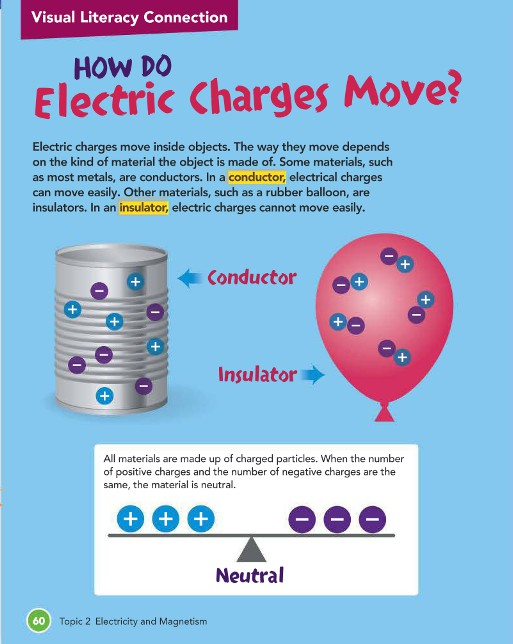 Visual Literacy Connection
HOW DO
Electric Charges Move?
Electric charges move inside objects. The way they move depends
on the kind of material the object is made of. Some materials, such
as most metals, are conductors. In a conductor, electrical charges
can move easily. Other materials, such as a rubber balloon, are
insulators. In an insulator, electric charges cannot move easily.
Conductor
Insulator
All materials are made up of charged particles. When the number
of positive charges and the number of negative charges are the
same, the material is neutral.
+ + + − − −
Neutral
60 Topic 2 Electricity and Magnetism